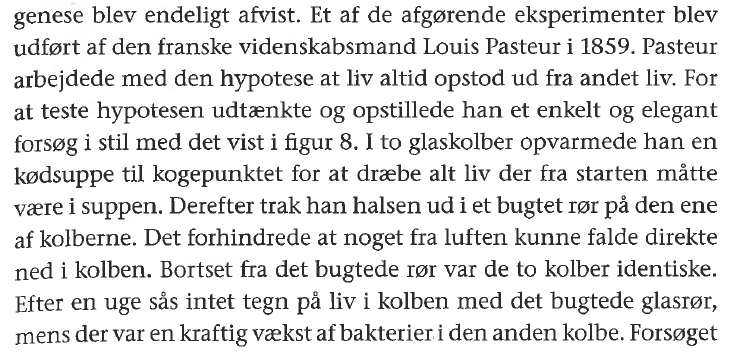 genese blev endeligt afvist. Et af de afgørende eksperimenter blev
udført af den franske videnskabsmand Louis Pasteur i 1859. Pasteur
arbejdede med den hypotese at liv altid opstod ud fra andet liv. For
at teste hypotesen udtænkte og opstillede han et enkelt og elegant
forsøg i stil med det vist i figur 8. I to glaskolber opvarmede han en
kødsuppe til kogepunktet for at dræbe alt liv der fra starten måtte
være i suppen. Derefter trak han halsen ud i et bugtet rør på den ene
af kolberne. Det forhindrede at noget fra luften kunne falde direkte
ned i kolben. Bortset fra det bugtede rør var de to kolber identiske.
Efter en uge sås intet tegn på liv i kolben med det bugtede glasrør,
mens der var en kraftig vækst af bakterier i den anden kolbe. Forsøget